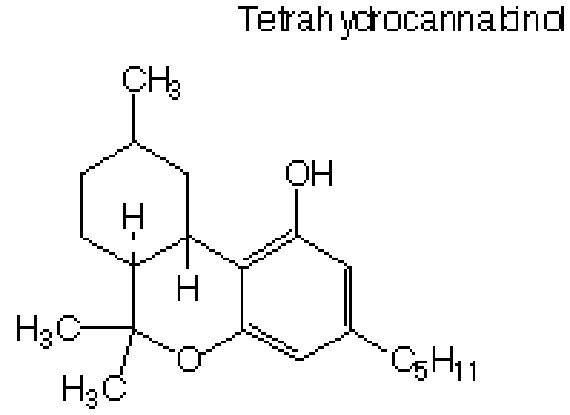 Tetrahydrocannabinol
CH₃
OH
H
H
H₃C
O
C₅H₁₁
H₃C